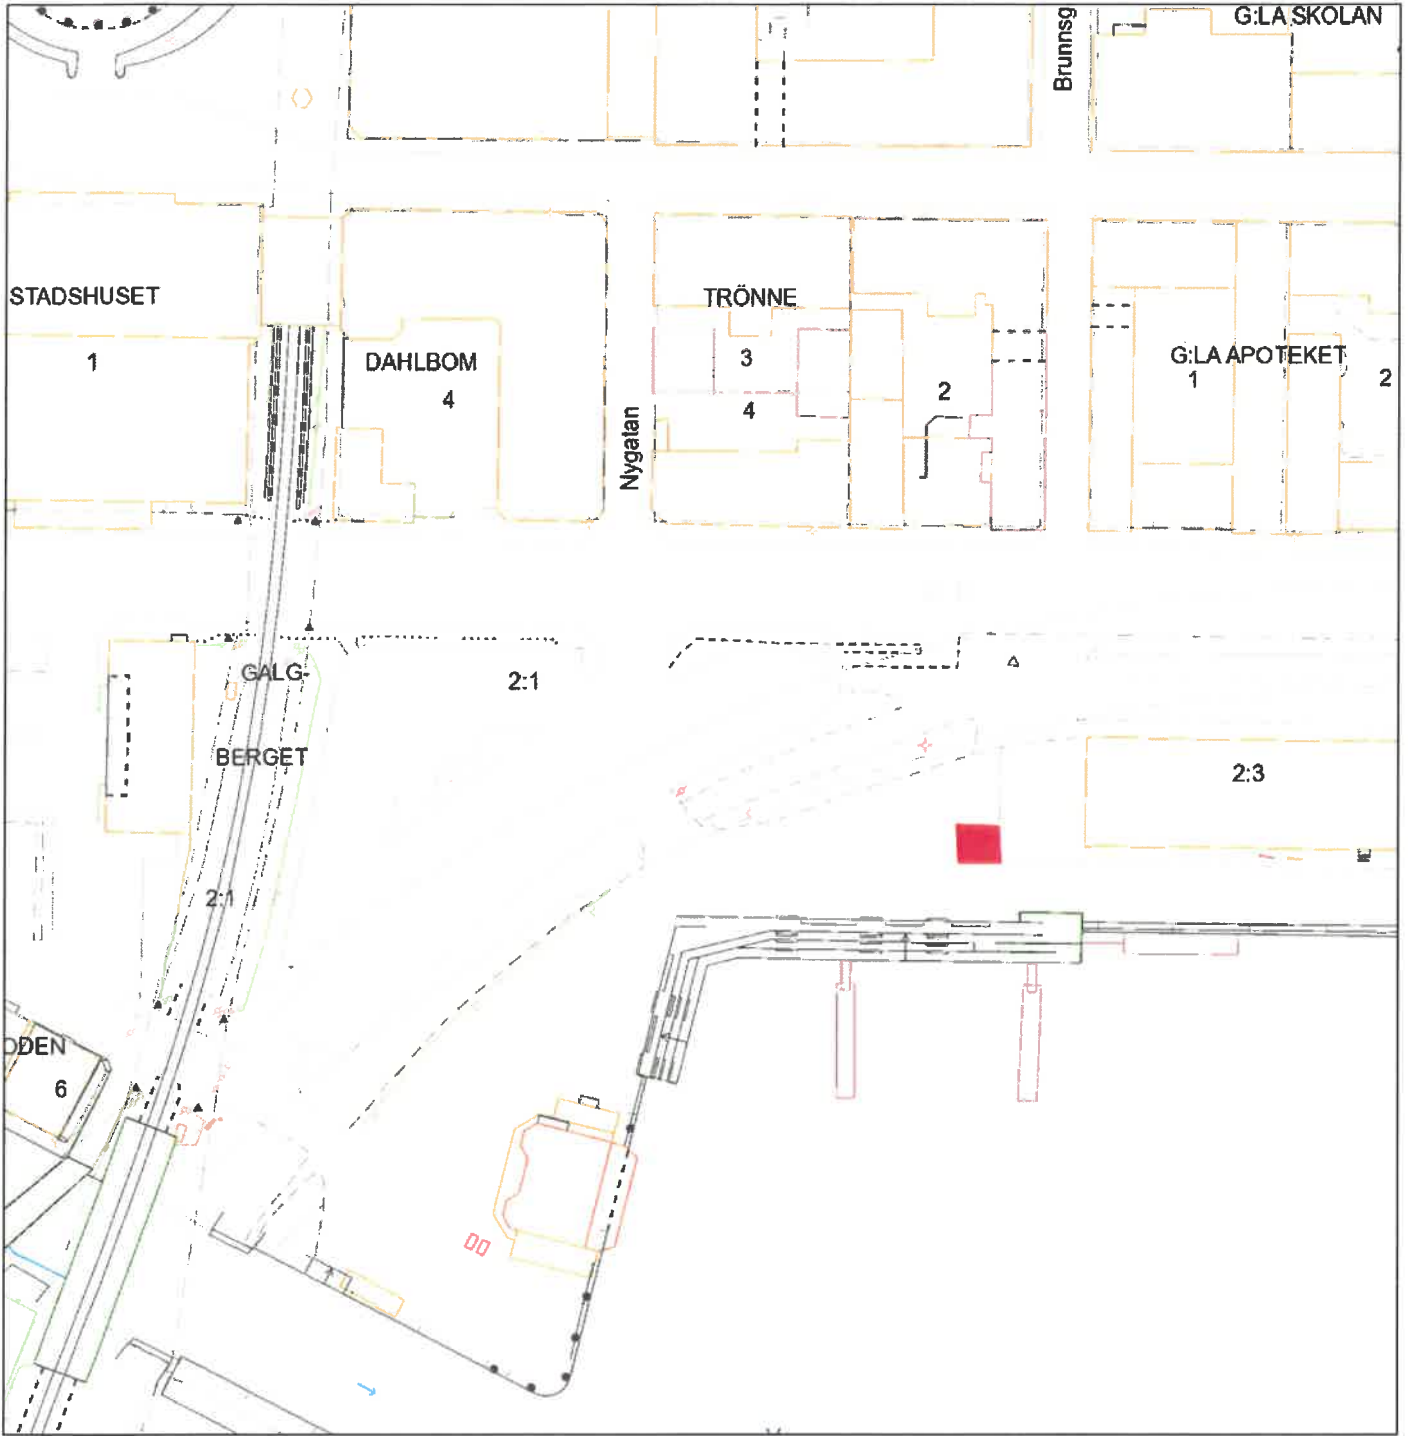 G:LA SKOLAN
Brunnsg
STADSHUSET
1
DAHLBOM
4
Nygatan
TRÖNNE
3
4
2
G:LA APOTEKET
1
2
GALG-
BERGET
2:1
2:1
2:3
ODEN
6